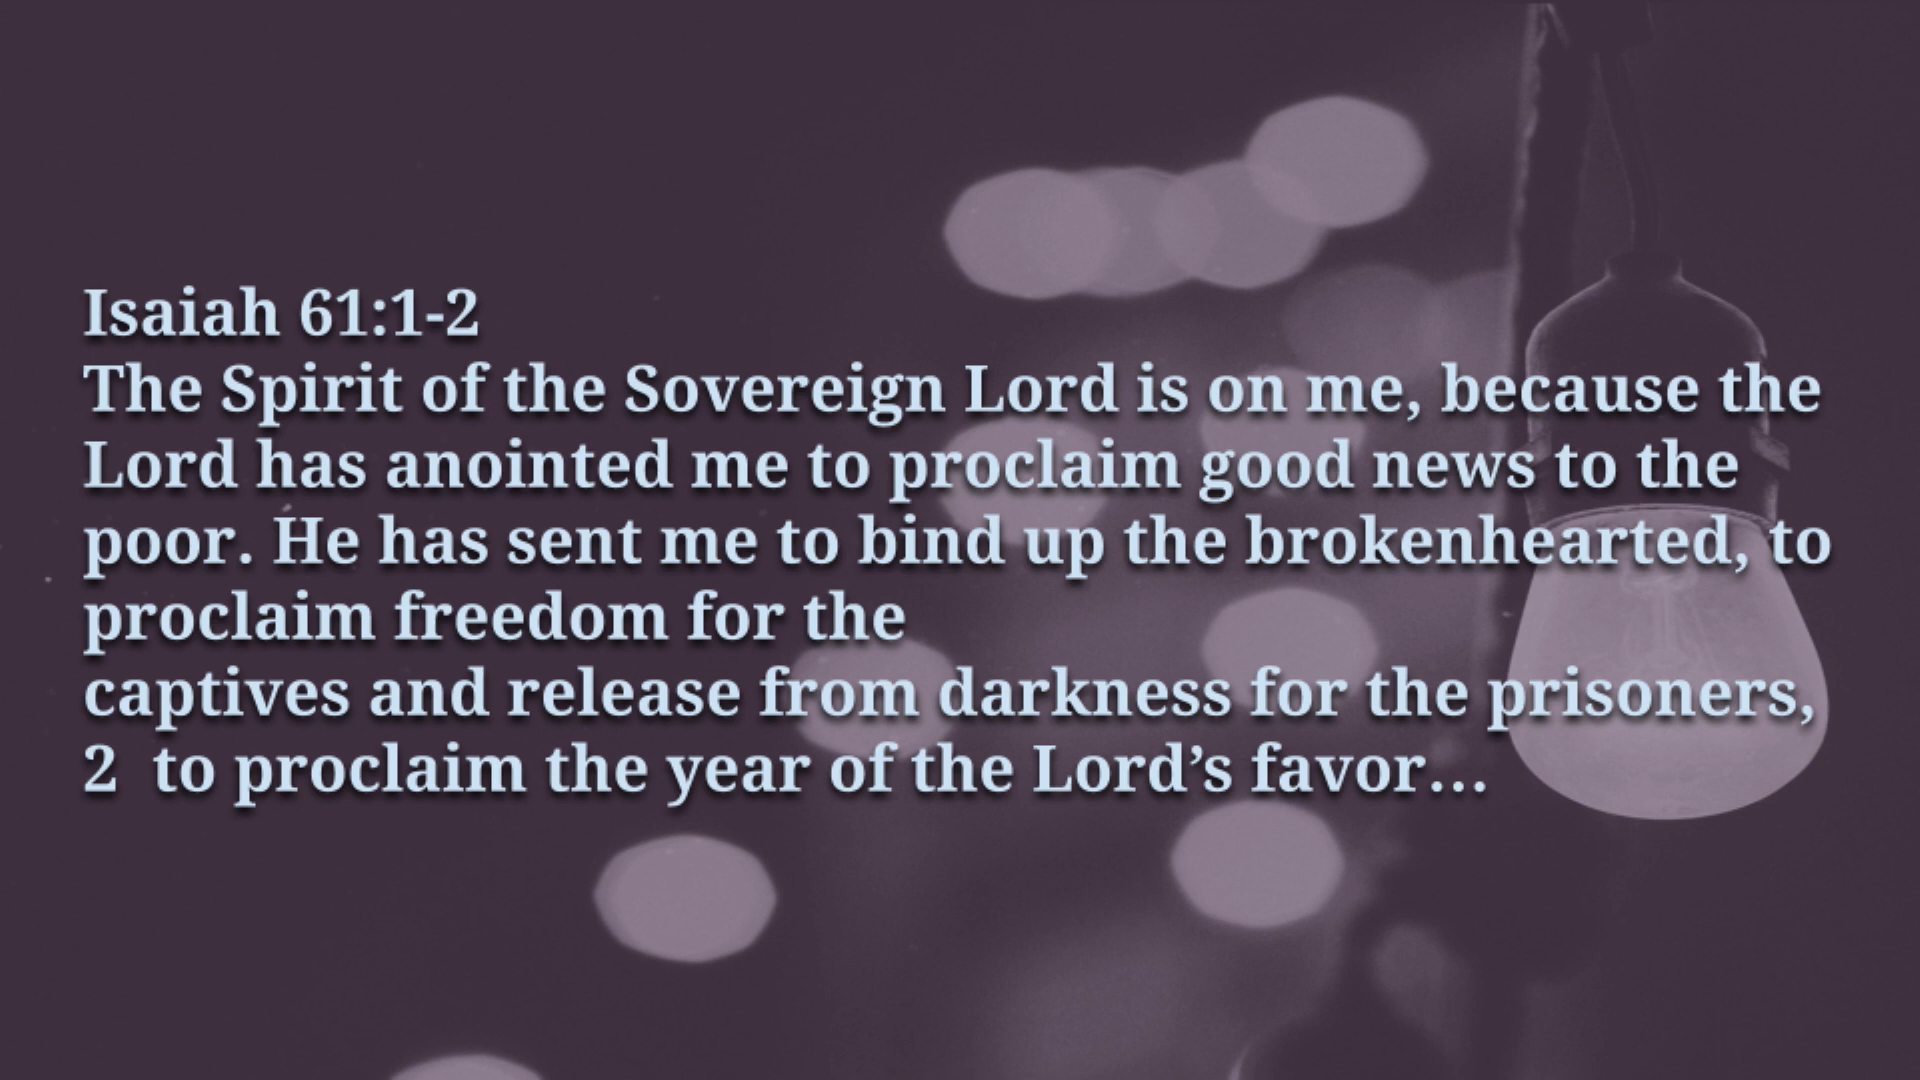 Isaiah 61:1-2
The Spirit of the Sovereign Lord is on me, because the
Lord has anointed me to proclaim good news to the
poor. He has sent me to bind up the brokenhearted, to
proclaim freedom for the
captives and release from darkness for the prisoners,
2  to proclaim the year of the Lord’s favor…